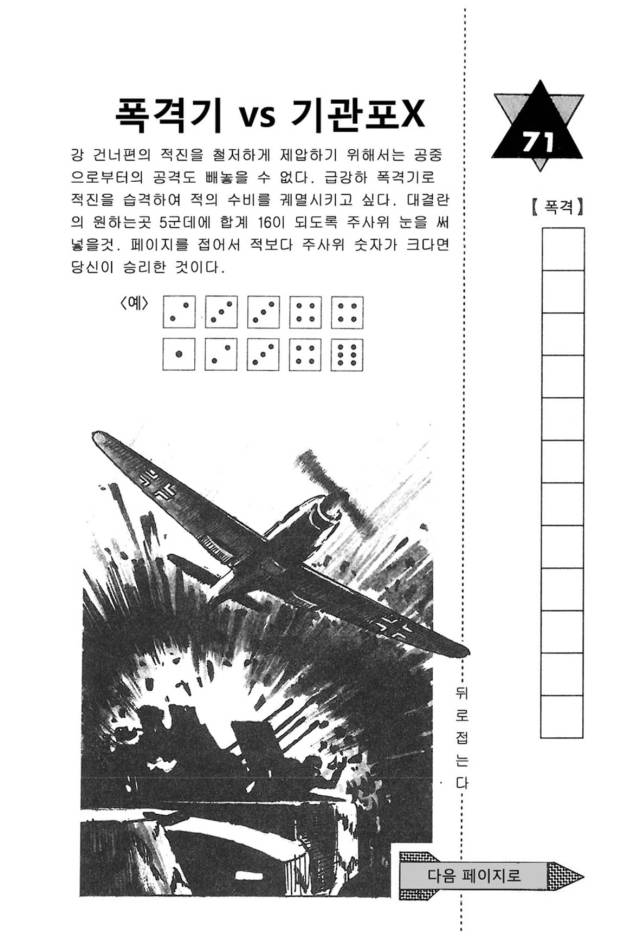 폭격기 vs 기관포X
강 건너편의 적진을 철저하게 제압하기 위해서는 공중
으로부터의 공격도 빼놓을 수 없다. 급강하 폭격기로
적진을 습격하여 적의 수비를 궤멸시키고 싶다. 대결란
의 원하는곳 5군데에 합계 16이 되도록 주사위 눈을 써
넣을것. 페이지를 접어서 적보다 주사위 숫자가 크다면
당신이 승리한 것이다.
〈예〉
71
【 폭격】
뒤로접는다
다음 페이지로